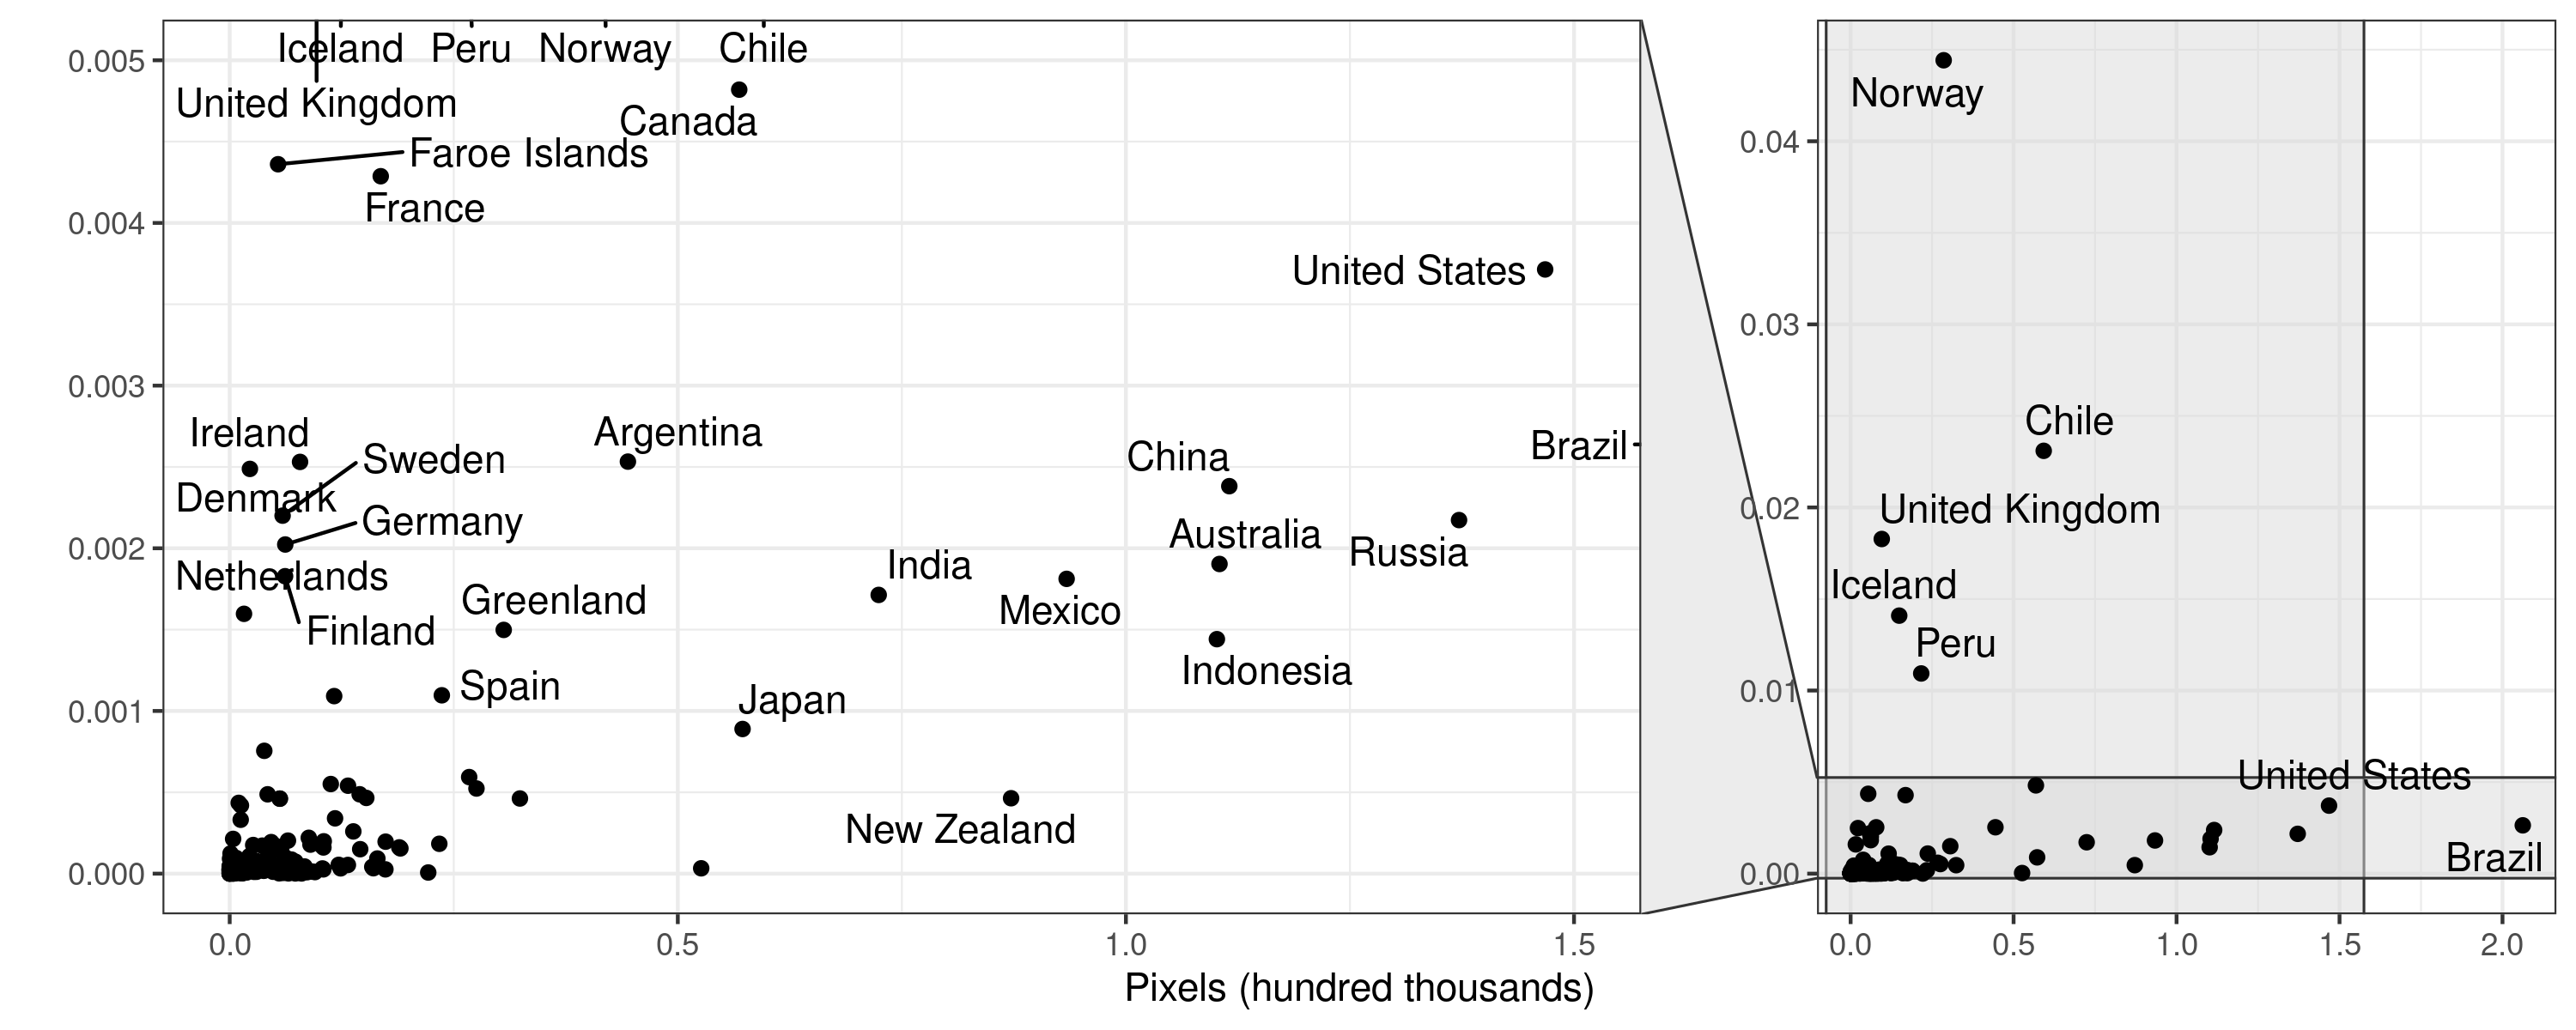 Iceland Peru Norway Chile
0.005
United Kingdom
Canada
Faroe Islands
France
0.004
United States
0.003
Ireland
Argentina
Sweden
China
Brazil
Denmark
Germany
Australia
Russia
0.002
India
Netherlands
Greenland
Mexico
Finland
Indonesia
Spain
Japan
0.001
New Zealand
0.000
0.0 0.5 1.0 1.5
Norway
0.04
0.03
Chile
0.02
United Kingdom
Iceland
Peru
0.01
United States
Brazil
0.00
0.0 0.5 1.0 1.5 2.0
Pixels (hundred thousands)